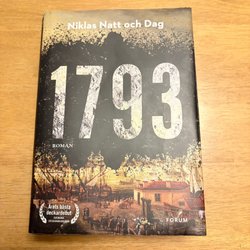 Niklas Natt och Dag
1793
ROMAN
Årets bästa
deckardebut
FORUM